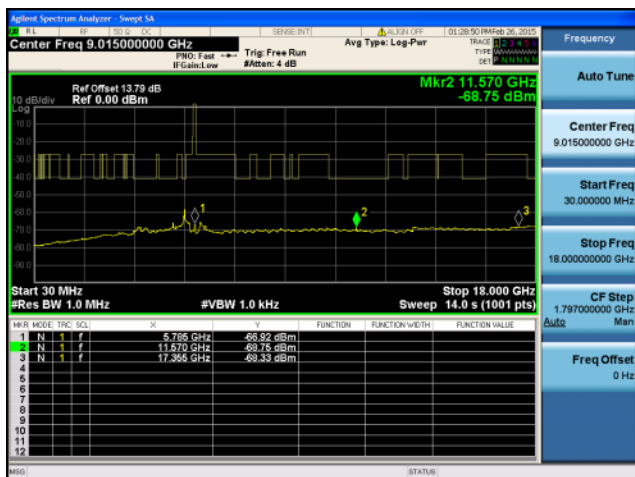 Agilent Spectrum Analyzer - Swept SA
RL RF 50 Ω DC SENSE:INT ALIGN OFF 01:28:50 PM Feb 26, 2015
Center Freq 9.015000000 GHz
PNO: Fast
IFGain:Low
Trig: Free Run
#Atten: 4 dB
Avg Type: Log-Pwr
TRACE 1 2 3 4 5 6
TYPE
DET P N N N N N
Ref Offset 13.79 dB
10 dB/div Ref 0.00 dBm
Log
Mkr2 11.570 GHz
-68.75 dBm
-10.0
-20.0
-30.0
-40.0
-50.0
-60.0
-70.0
-80.0
-90.0
1
2
3
Start 30 MHz Stop 18.000 GHz
#Res BW 1.0 MHz #VBW 1.0 kHz Sweep 14.0 s (1001 pts)
MKR MODE TRC SCL X Y FUNCTION FUNCTION WIDTH FUNCTION VALUE
1 N 1 f 5.785 GHz -66.92 dBm
2 N 1 f 11.570 GHz -68.75 dBm
3 N 1 f 17.355 GHz -68.33 dBm
4
5
6
7
8
9
10
11
12
MSG STATUS
Frequency
Auto Tune
Center Freq
9.015000000 GHz
Start Freq
30.000000 MHz
Stop Freq
18.000000000 GHz
CF Step
1.797000000 GHz
Auto Man
Freq Offset
0 Hz